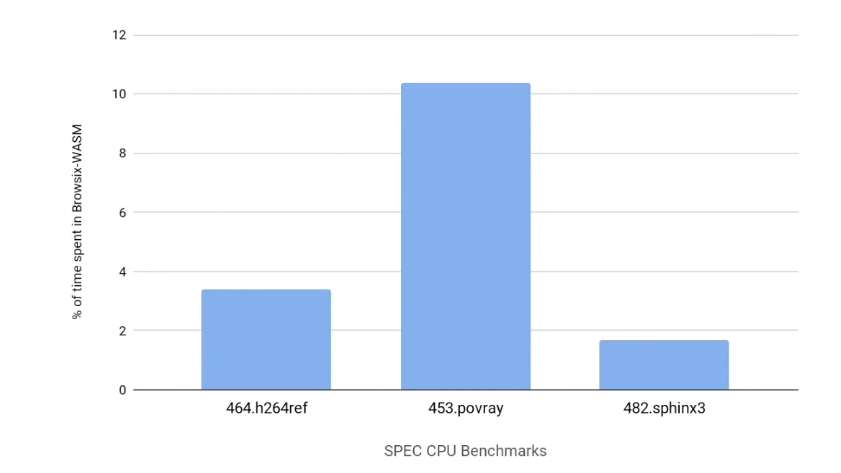 12
10
8
6
4
2
0
% of time spent in Browsix-WASM
464.h264ref 453.povray 482.sphinx3
SPEC CPU Benchmarks